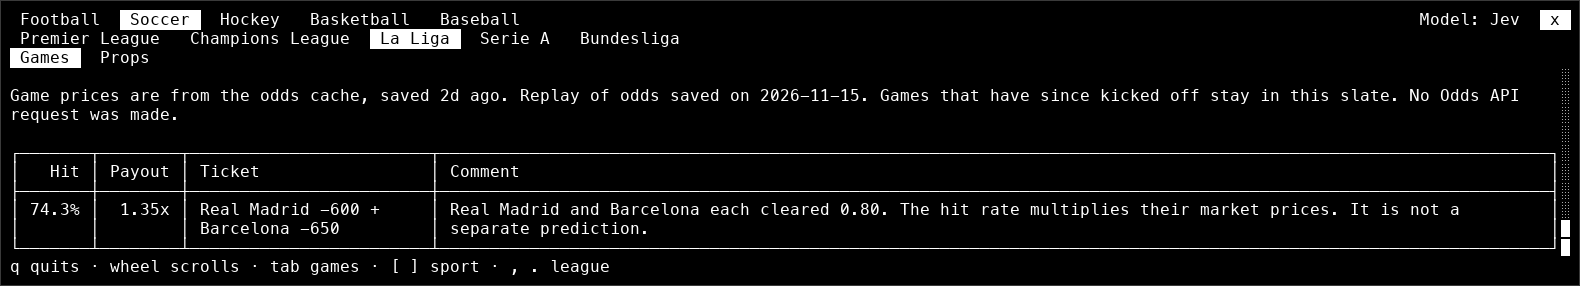 Football  Soccer  Hockey  Basketball  Baseball  Model: Jev  x
Premier League  Champions League  La Liga  Serie A  Bundesliga
Games  Props
Game prices are from the odds cache, saved 2d ago. Replay of odds saved on 2026-11-15. Games that have since kicked off stay in this slate. No Odds API
request was made.
Hit  Payout  Ticket  Comment
74.3%  1.35x  Real Madrid -600 +  Real Madrid and Barcelona each cleared 0.80. The hit rate multiplies their market prices. It is not a
Barcelona -650  separate prediction.
q quits · wheel scrolls · tab games · [ ] sport · , . league